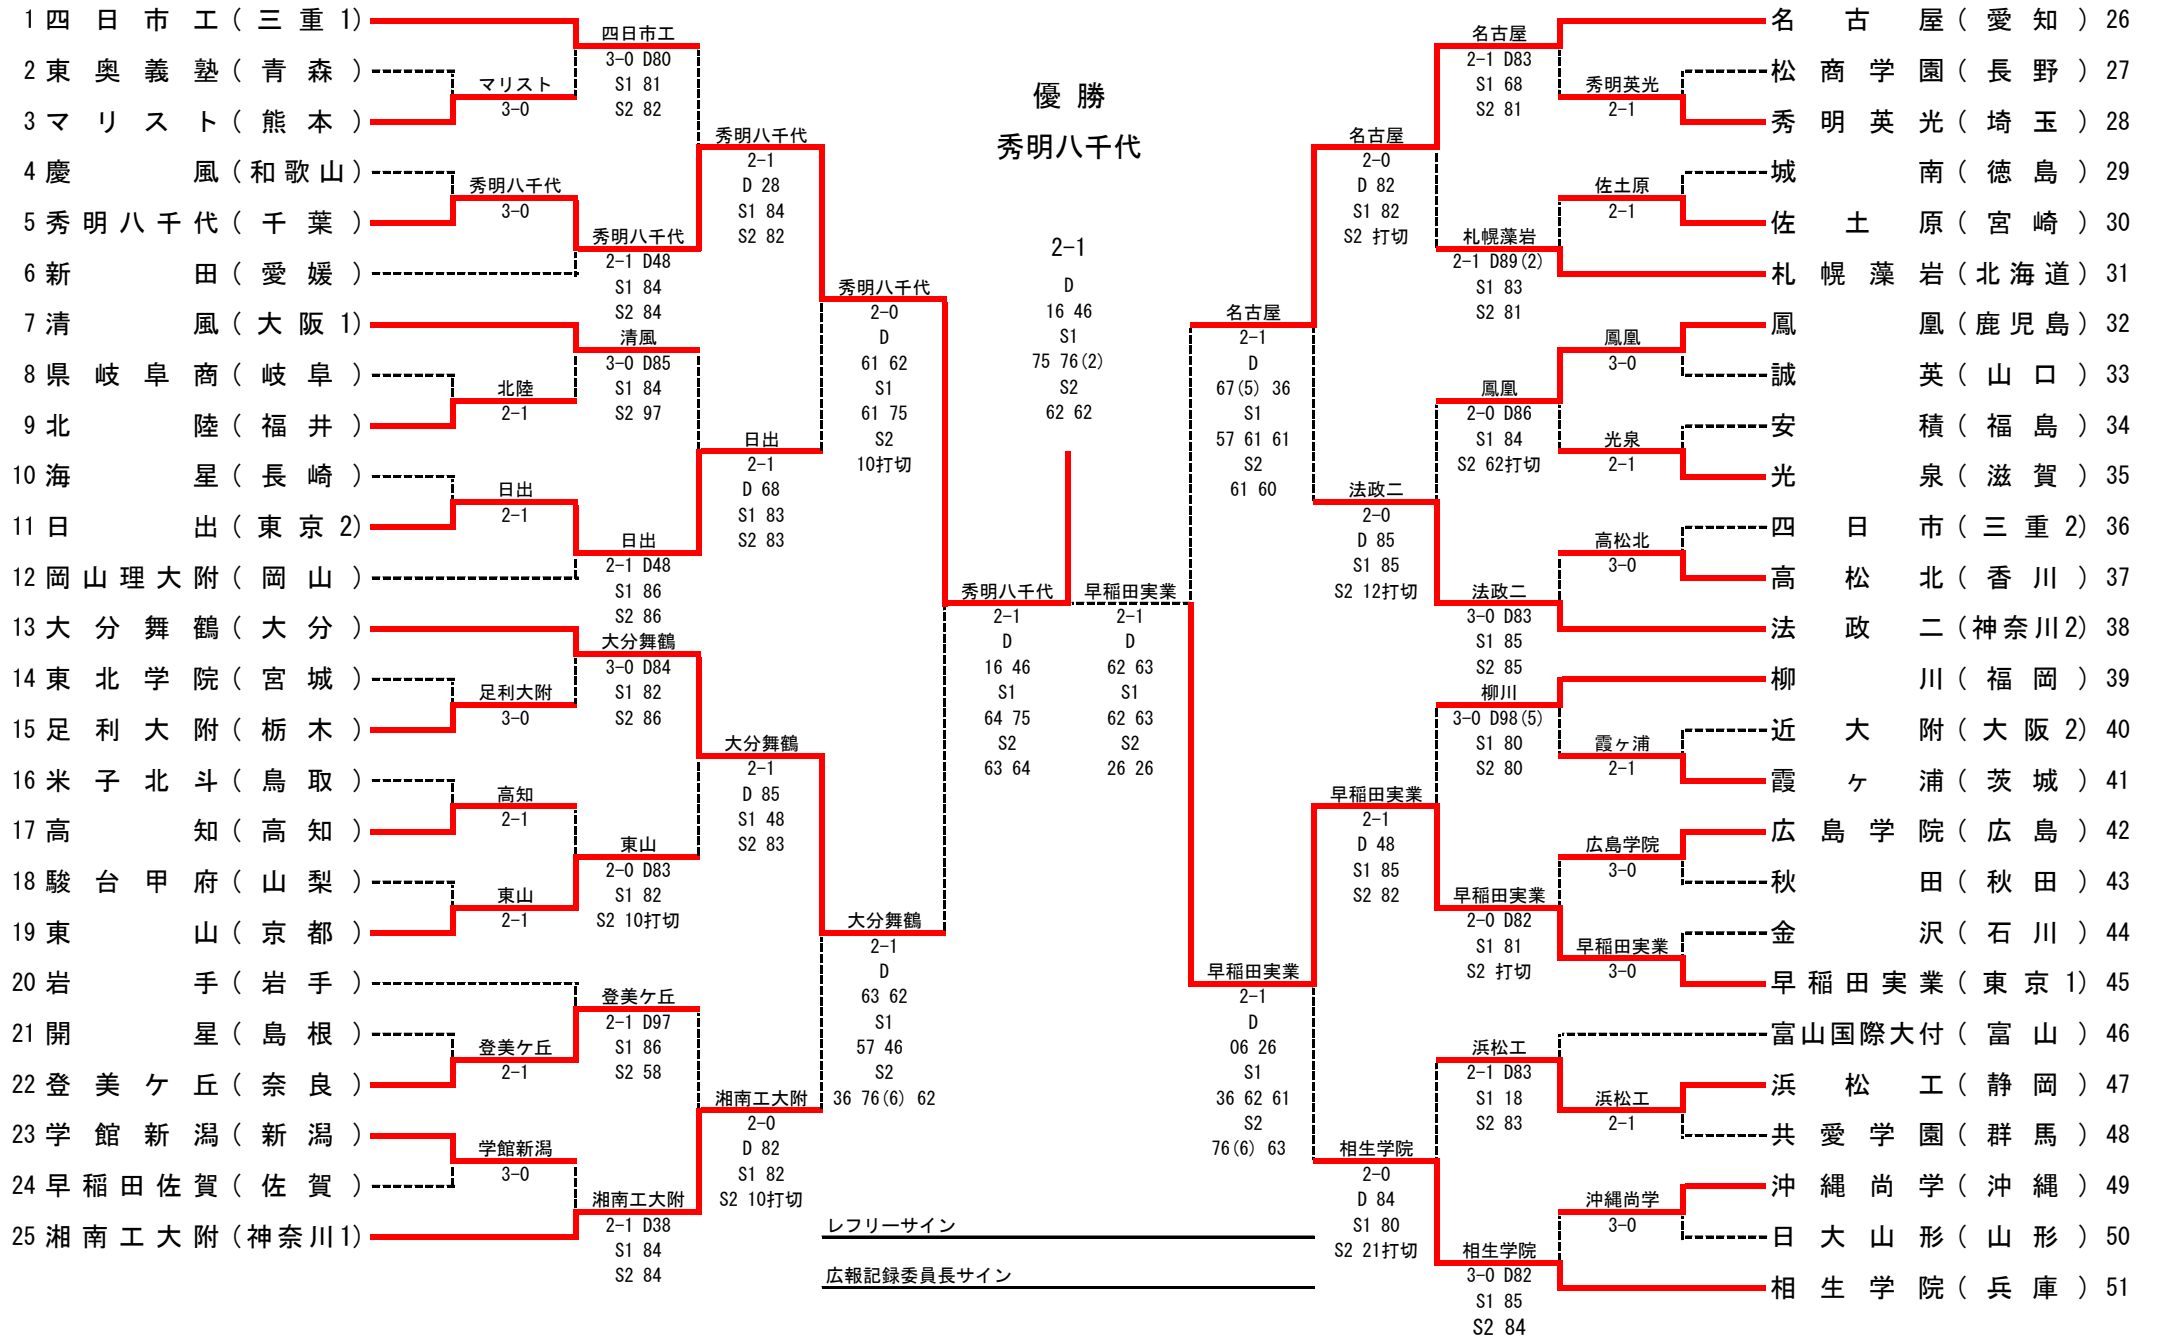 1 四日市工 (三重1)
2 東奥義塾 (青森)
3 マリスト (熊本)
4 慶風 (和歌山)
5 秀明八千代 (千葉)
6 新田 (愛媛)
7 清風 (大阪1)
8 県岐阜商 (岐阜)
9 北陸 (福井)
10 海星 (長崎)
11 日出 (東京2)
12 岡山理大附 (岡山)
13 大分舞鶴 (大分)
14 東北学院 (宮城)
15 足利大附 (栃木)
16 米子北斗 (鳥取)
17 高知 (高知)
18 駿台甲府 (山梨)
19 東山 (京都)
20 岩手 (岩手)
21 開星 (島根)
22 登美ケ丘 (奈良)
23 学館新潟 (新潟)
24 早稲田佐賀 (佐賀)
25 湘南工大附 (神奈川1)
マリスト
3-0
秀明八千代
3-0
北陸
2-1
日出
2-1
足利大附
3-0
高知
2-1
東山
2-1
登美ケ丘
2-1
学館新潟
3-0
四日市工
3-0 D80
S1 81
S2 82
秀明八千代
2-1 D48
S1 84
S2 84
清風
3-0 D85
S1 84
S2 97
日出
2-1 D48
S1 86
S2 86
大分舞鶴
3-0 D84
S1 82
S2 86
東山
2-0 D83
S1 82
S2 10打切
登美ケ丘
2-1 D97
S1 86
S2 58
湘南工大附
2-1 D38
S1 84
S2 84
秀明八千代
2-1
D 28
S1 84
S2 82
日出
2-1
D 68
S1 83
S2 83
大分舞鶴
2-1
D 85
S1 48
S2 83
湘南工大附
2-0
D 82
S1 82
S2 10打切
秀明八千代
2-0
D
61 62
S1
61 75
S2
10打切
大分舞鶴
2-1
D
63 62
S1
57 46
S2
36 76(6) 62
秀明八千代
2-1
D
16 46
S1
64 75
S2
63 64
優勝
秀明八千代
2-1
D
16 46
S1
75 76(2)
S2
62 62
早稲田実業
2-1
D
62 63
S1
62 63
S2
26 26
名古屋
2-1
D
67(5) 36
S1
57 61 61
S2
61 60
早稲田実業
2-1
D
06 26
S1
36 62 61
S2
76(6) 63
名古屋
2-0
D 82
S1 82
S2 打切
法政二
2-0
D 85
S1 85
S2 12打切
早稲田実業
2-1
D 48
S1 85
S2 82
相生学院
2-0
D 84
S1 80
S2 21打切
名古屋
2-1 D83
S1 68
S2 81
札幌藻岩
2-1 D89(2)
S1 83
S2 81
鳳凰
2-0 D86
S1 84
S2 62打切
法政二
3-0 D83
S1 85
S2 85
柳川
3-0 D98(5)
S1 80
S2 80
早稲田実業
2-0 D82
S1 81
S2 打切
浜松工
2-1 D83
S1 18
S2 83
相生学院
3-0 D82
S1 85
S2 84
秀明英光
2-1
佐土原
2-1
鳳凰
3-0
光泉
2-1
高松北
3-0
霞ヶ浦
2-1
広島学院
3-0
早稲田実業
3-0
浜松工
2-1
沖縄尚学
3-0
名古屋 (愛知) 26
松商学園 (長野) 27
秀明英光 (埼玉) 28
城南 (徳島) 29
佐土原 (宮崎) 30
札幌藻岩 (北海道) 31
鳳凰 (鹿児島) 32
誠英 (山口) 33
安積 (福島) 34
光泉 (滋賀) 35
四日市 (三重2) 36
高松北 (香川) 37
法政二 (神奈川2) 38
柳川 (福岡) 39
近大附 (大阪2) 40
霞ヶ浦 (茨城) 41
広島学院 (広島) 42
秋田 (秋田) 43
金沢 (石川) 44
早稲田実業 (東京1) 45
富山国際大付 (富山) 46
浜松工 (静岡) 47
共愛学園 (群馬) 48
沖縄尚学 (沖縄) 49
日大山形 (山形) 50
相生学院 (兵庫) 51
レフリーサイン
広報記録委員長サイン